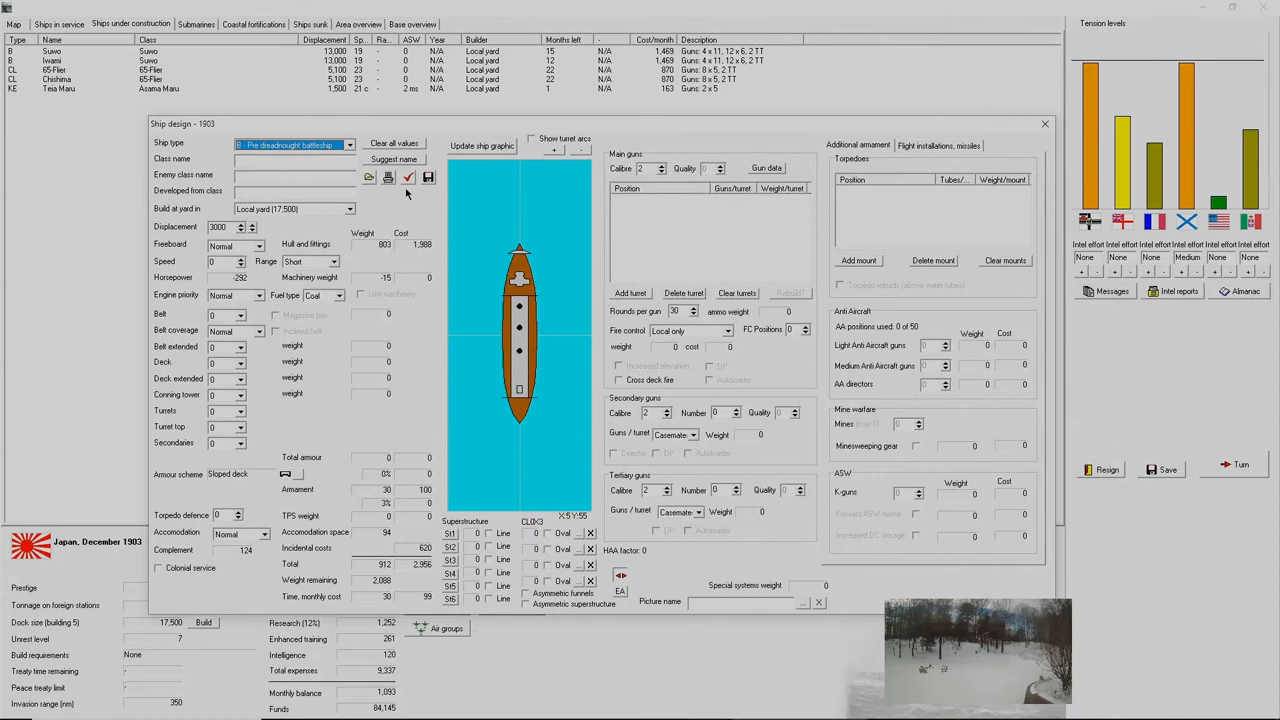 Map Ships in service Ships under construction Submarines Coastal fortifications Ships sunk Area overview Base overview
Type Name Class Displacement Sp... Ra... ASW Year Builder Months left - Cost/month Description
B Suwo Suwo 13,000 19 - 0 N/A Local yard 15 1,469 Guns: 4 x 11, 12 x 6, 2 TT
B Iwami Suwo 13,000 19 - 0 N/A Local yard 12 1,469 Guns: 4 x 11, 12 x 6, 2 TT
CL 65-Flier 65-Flier 5,100 23 - 0 N/A Local yard 22 870 Guns: 8 x 5, 2 TT
CL Chishima 65-Flier 5,100 23 - 0 N/A Local yard 22 870 Guns: 8 x 5, 2 TT
KE Teia Maru Asama Maru 1,500 21 c 2 ms N/A Local yard 1 163 Guns: 2 x 5
Tension levels
Intel effort Intel effort Intel effort Intel effort Intel effort Intel effort
None None None Medium None None
+ - + - + - + - + - + -
Messages Intel reports Almanac
Resign Save Turn
Ship design - 1903
Ship type B - Pre dreadnought battleship Clear all values
Class name Suggest name
Enemy class name
Developed from class
Build at yard in Local yard (17,500)
Displacement 3000 Weight Cost
Freeboard Normal Hull and fittings 803 1,988
Speed 0 Range Short
Horsepower -292 Machinery weight -15 0
Engine priority Normal Fuel type Coal Unit machinery
Belt 0 Magazine box 0
Belt coverage Normal Inclined belt
Belt extended 0 weight 0
Deck 0 weight 0
Deck extended 0 weight 0
Conning tower 0 weight 0
Turrets 0
Turret top 0
Secondaries 0
Total armour 0 0
Armour scheme Sloped deck 0% 0
Armament 30 100
3% 0
Torpedo defence 0 TPS weight 0 0
Accomodation Normal Accomodation space 94
Complement 124 Incidental costs 620
Colonial service Total 912 2,956
Weight remaining 2,088
Time, monthly cost 30 99
Update ship graphic Show turret arcs
+ -
X:5 Y:55
Superstructure CL0X3
St1 0 Line 0 Oval ... X
St2 0 Line 0 Oval ... X
St3 0 Line 0 Oval ... X
St4 0 Line 0 Oval ... X
St5 0 Line 0 Oval ... X
St6 0 Line Asymmetric funnels
Asymmetric superstructure
Main guns
Calibre 2 Quality 0 Gun data
Position Guns/turret Weight/turret
Add turret Delete turret Clear turrets Rebuild?
Rounds per gun 30 ammo weight 0
Fire control Local only FC Positions 0
weight 0 cost 0
Increased elevation DP
Cross deck fire Autoloader
Secondary guns
Calibre 2 Number 0 Quality 0
Guns / turret Casemate Weight 0
Director DP Autoloader
Tertiary guns
Calibre 2 Number 0 Quality 0
Guns / turret Casemate Weight 0
DP Autoloader
HAA factor: 0
EA
Special systems weight 0
Picture name ...
Additional armament Flight installations, missiles
Torpedoes
Position Tubes/... Weight/mount
Add mount Delete mount Clear mounts
Torpedo reloads (above water tubes)
Anti Aircraft
AA positions used: 0 of 50 Weight Cost
Light Anti Aircraft guns 0 0 0
Medium Anti Aircraft guns 0 0 0
AA directors 0 0 0
Mine warfare
Mines (max 0) 0 0 0
Minesweeping gear 0 0
ASW Weight Cost
K-guns 0 0 0
Forward ASW mortar 0 0
Increased DC storage 0 0
Japan, December 1903
Prestige
Tonnage on foreign stations
Dock size (building 5) 17,500 Build
Unrest level 7
Build requirements None
Treaty time remaining -
Peace treaty limit -
Invasion range (nm) 350
Research (12%) 1,252
Enhanced training 261
Intelligence 120
Total expenses 9,337
Monthly balance 1,093
Funds 84,145
Air groups